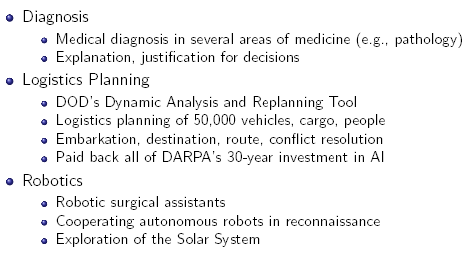 Diagnosis
Medical diagnosis in several areas of medicine (e.g., pathology)
Explanation, justification for decisions
Logistics Planning
DOD's Dynamic Analysis and Replanning Tool
Logistics planning of 50,000 vehicles, cargo, people
Embarkation, destination, route, conflict resolution
Paid back all of DARPA's 30-year investment in AI
Robotics
Robotic surgical assistants
Cooperating autonomous robots in reconnaissance
Exploration of the Solar System